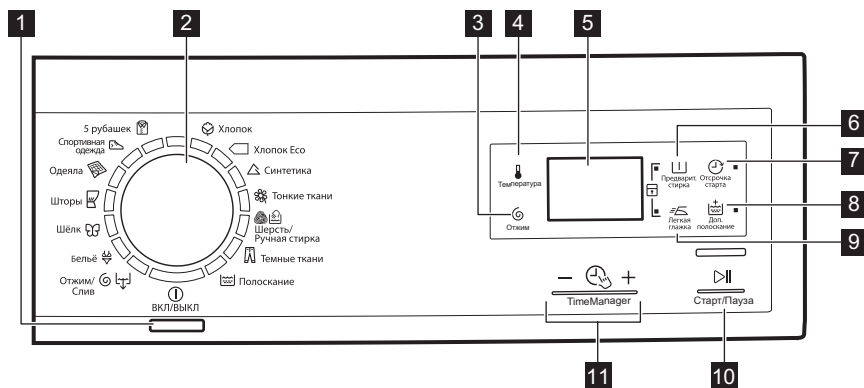 1
2
3
4
5
6
7
8
9
10
11
5 рубашек
Спортивная
одежда
Одеяла
Шторы
Шёлк
Бельё
Отжим/
Слив
ВКЛ/ВЫКЛ
Хлопок
Хлопок Eco
Синтетика
Тонкие ткани
Шерсть/
Ручная стирка
Темные ткани
Полоскание
Температура
Отжим
Предварит.
стирка
Отсрочка
старта
Легкая
глажка
Доп.
полоскание
TimeManager
Старт/Пауза